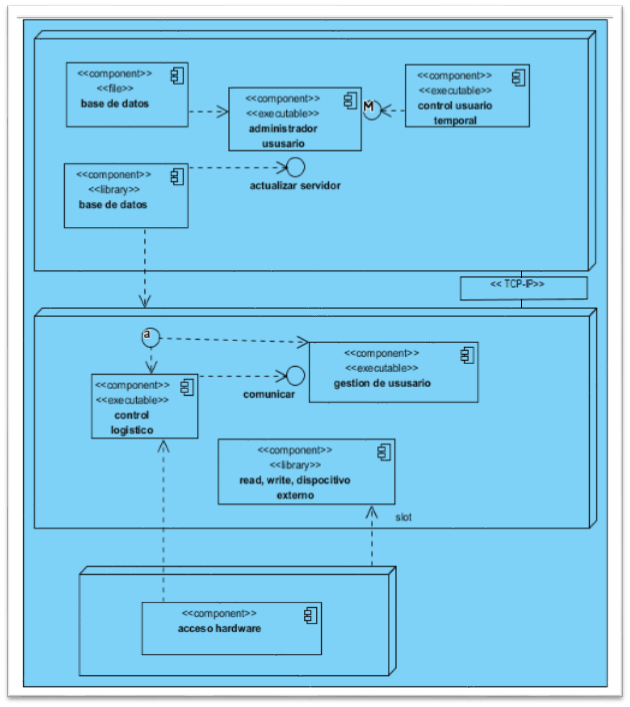 <<component>>
<<file>>
base de datos
<<component>>
<<executable>>
administrador
ususario
M
<<component>>
<<executable>>
control usuario
temporal
<<component>>
<<library>>
base de datos
actualizar servidor
<< TCP-IP>>
a
<<component>>
<<executable>>
gestion de ususario
<<component>>
<<executable>>
control
logistico
comunicar
<<component>>
<<library>>
read, write, dispocitivo
externo
slot
<<component>>
acceso hardware